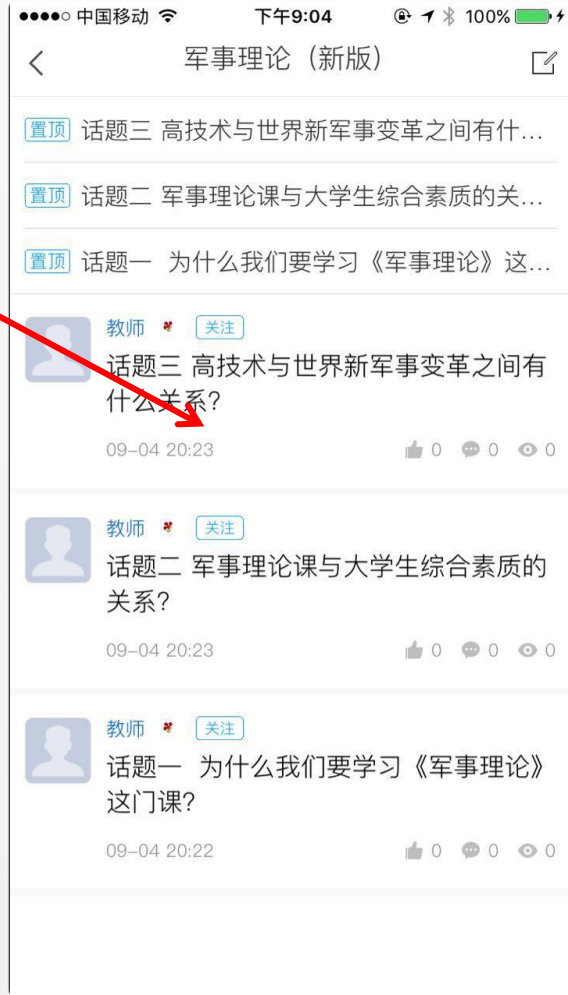 中国移动 下午9:04 100%
军事理论（新版）
置顶 话题三 高技术与世界新军事变革之间有什...
置顶 话题二 军事理论课与大学生综合素质的关...
置顶 话题一 为什么我们要学习《军事理论》这...
教师 关注
话题三 高技术与世界新军事变革之间有
什么关系?
09-04 20:23 0 0 0
教师 关注
话题二 军事理论课与大学生综合素质的
关系?
09-04 20:23 0 0 0
教师 关注
话题一 为什么我们要学习《军事理论》
这门课?
09-04 20:22 0 0 0